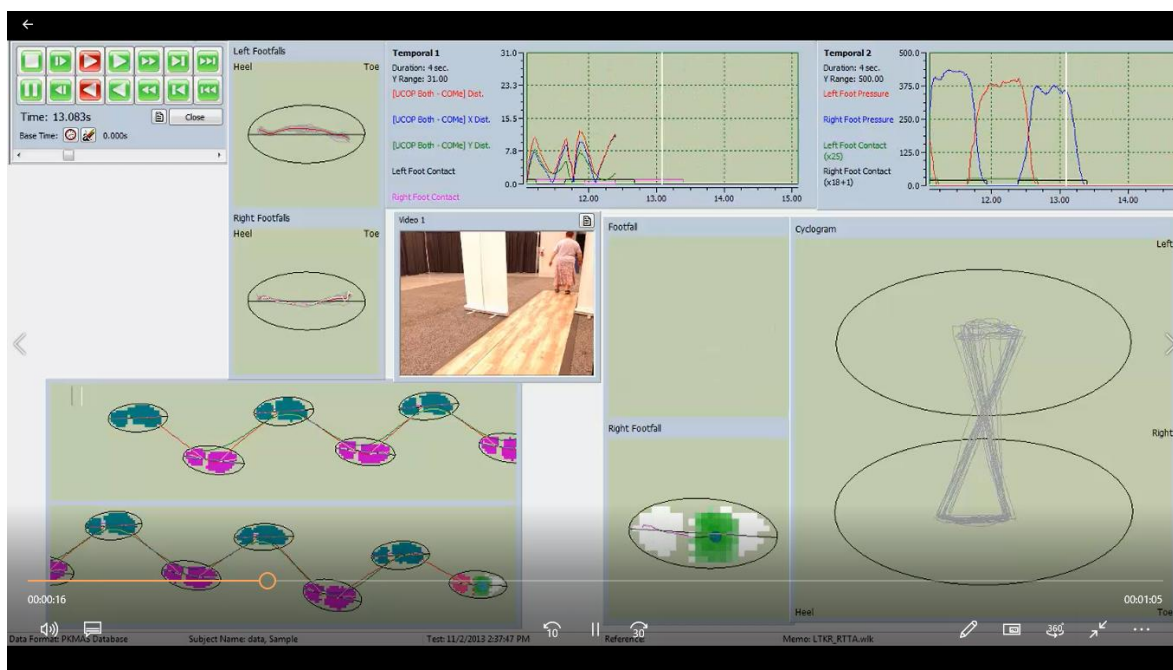 Time: 13.083s
Close
Base Time:
0.000s
Left Footfalls
Heel
Toe
Right Footfalls
Heel
Toe
Temporal 1
Duration: 4 sec.
Y Range: 31.00
[UCOP Both - COMe] Dist.
[UCOP Both - COMe] X Dist.
[UCOP Both - COMe] Y Dist.
Left Foot Contact
Right Foot Contact
31.0
23.3
15.5
7.8
0.0
12.00
13.00
14.00
15.00
Temporal 2
Duration: 4 sec.
Y Range: 500.00
Left Foot Pressure
Right Foot Pressure
Left Foot Contact
(x25)
Right Foot Contact
(x18+1)
500.0
375.0
250.0
125.0
0.0
12.00
13.00
14.00
Video 1
Footfall
Right Footfall
Cyclogram
Left
Right
Heel
Toe
00:00:16
00:01:05
10
30
360°
Data Format: PKMAS Database
Subject Name: data, Sample
Test: 11/2/2013 2:37:47 PM
Reference:
Memo: LTKR_RTTA.wlk